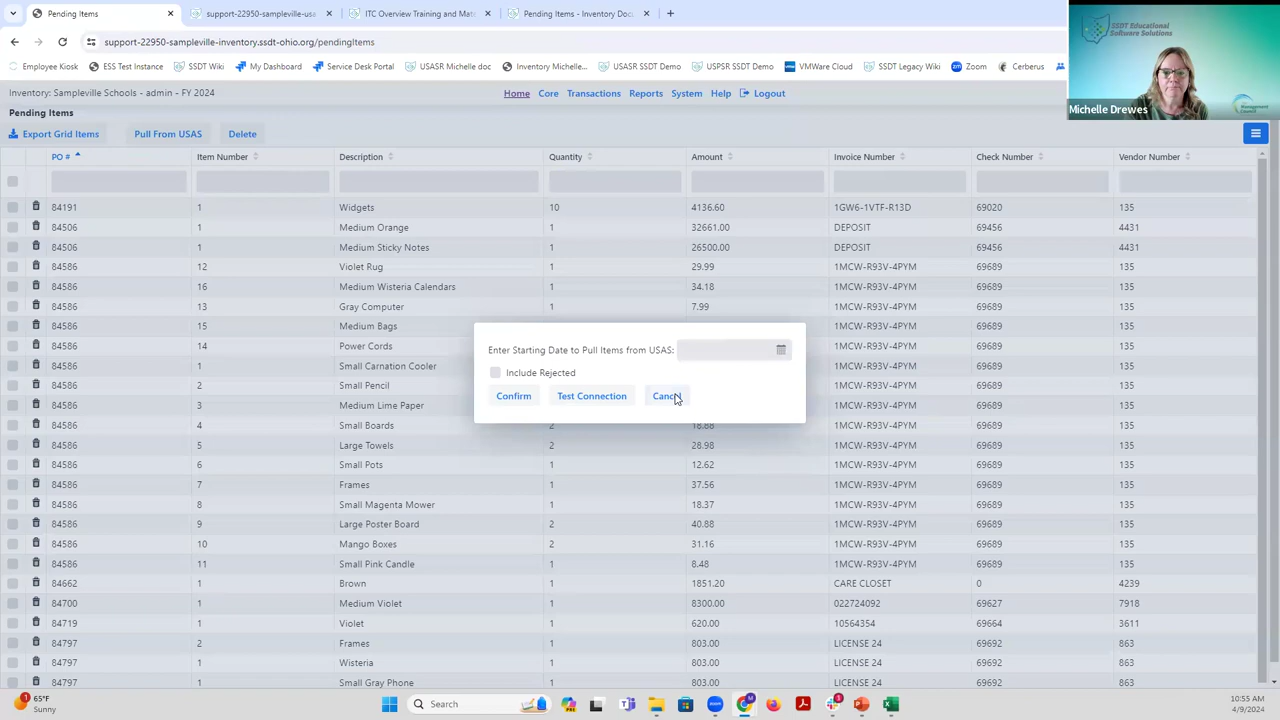 Pending Items
support-22950-sampleville-usa
ITC Overview Training and Mat
Pending Items - Inventory Doc
support-22950-sampleville-inventory.ssdt-ohio.org/pendingItems
Employee Kiosk
ESS Test Instance
SSDT Wiki
My Dashboard
Service Desk Portal
USASR Michelle doc
Inventory Michelle...
USASR SSDT Demo
USPSR SSDT Demo
VMWare Cloud
SSDT Legacy Wiki
Zoom
Cerberus
SSDT Educational
Software Solutions
Michelle Drewes
Management
Council
Inventory: Sampleville Schools - admin - FY 2024
Home Core Transactions Reports System Help Logout
Pending Items
Export Grid Items Pull From USAS Delete
PO # Item Number Description Quantity Amount Invoice Number Check Number Vendor Number
84191 1 Widgets 10 4136.60 1GW6-1VTF-R13D 69020 135
84506 1 Medium Orange 1 32661.00 DEPOSIT 69456 4431
84506 1 Medium Sticky Notes 1 26500.00 DEPOSIT 69456 4431
84586 12 Violet Rug 1 29.99 1MCW-R93V-4PYM 69689 135
84586 16 Medium Wisteria Calendars 1 34.18 1MCW-R93V-4PYM 69689 135
84586 13 Gray Computer 1 7.99 1MCW-R93V-4PYM 69689 135
84586 15 Medium Bags 1MCW-R93V-4PYM 69689 135
84586 14 Power Cords 1MCW-R93V-4PYM 69689 135
84586 1 Small Carnation Cooler 1MCW-R93V-4PYM 69689 135
84586 2 Small Pencil 1MCW-R93V-4PYM 69689 135
84586 3 Medium Lime Paper 1MCW-R93V-4PYM 69689 135
84586 4 Small Boards 2 18.88 1MCW-R93V-4PYM 69689 135
84586 5 Large Towels 2 28.98 1MCW-R93V-4PYM 69689 135
84586 6 Small Pots 1 12.62 1MCW-R93V-4PYM 69689 135
84586 7 Frames 1 37.56 1MCW-R93V-4PYM 69689 135
84586 8 Small Magenta Mower 1 18.37 1MCW-R93V-4PYM 69689 135
84586 9 Large Poster Board 2 40.88 1MCW-R93V-4PYM 69689 135
84586 10 Mango Boxes 2 31.16 1MCW-R93V-4PYM 69689 135
84586 11 Small Pink Candle 1 8.48 1MCW-R93V-4PYM 69689 135
84662 1 Brown 1 1851.20 CARE CLOSET 0 4239
84700 1 Medium Violet 1 8300.00 022724092 69627 7918
84719 1 Violet 1 620.00 10564354 69664 3611
84797 2 Frames 1 803.00 LICENSE 24 69692 863
84797 1 Wisteria 1 803.00 LICENSE 24 69692 863
84797 1 Small Gray Phone 1 803.00 LICENSE 24 69692 863
Enter Starting Date to Pull Items from USAS:
Include Rejected
Confirm Test Connection Cancel
65°F
Sunny
Search
10:55 AM
4/9/2024